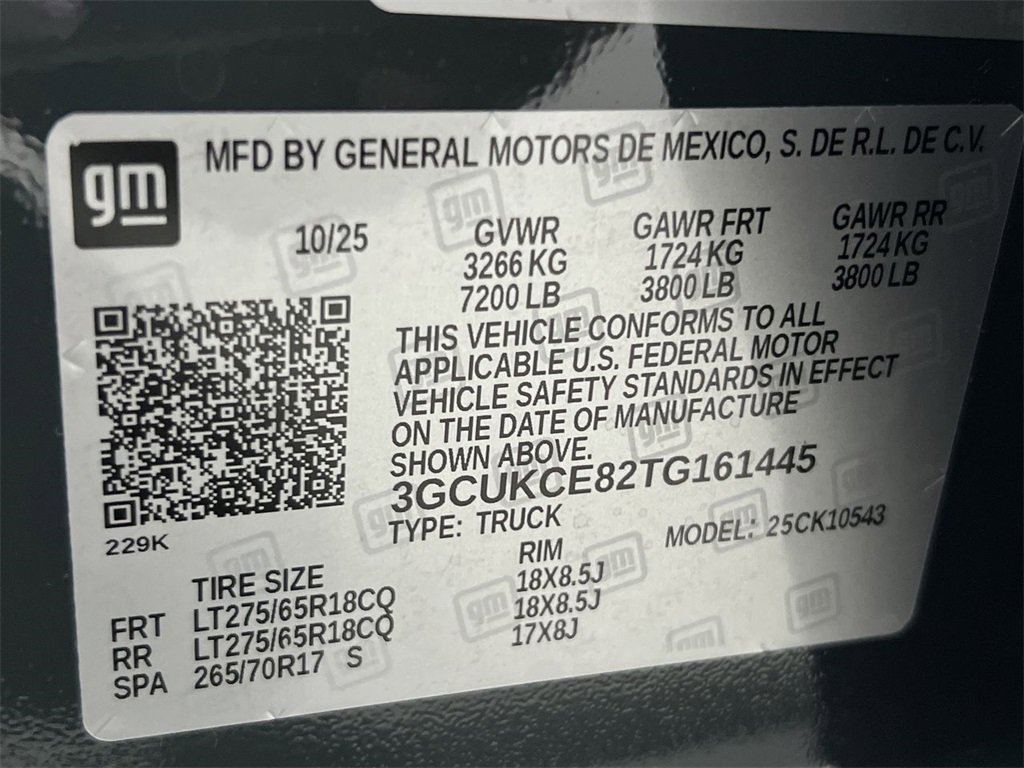 gm
MFD BY GENERAL MOTORS DE MEXICO, S. DE R.L. DE C.V.
10/25 GVWR GAWR FRT GAWR RR
3266 KG 1724 KG 1724 KG
7200 LB 3800 LB 3800 LB
THIS VEHICLE CONFORMS TO ALL
APPLICABLE U.S. FEDERAL MOTOR
VEHICLE SAFETY STANDARDS IN EFFECT
ON THE DATE OF MANUFACTURE
SHOWN ABOVE.
3GCUKCE82TG161445
TYPE: TRUCK MODEL: 25CK10543
229K
TIRE SIZE RIM
FRT LT275/65R18CQ 18X8.5J
RR LT275/65R18CQ 18X8.5J
SPA 265/70R17 S 17X8J